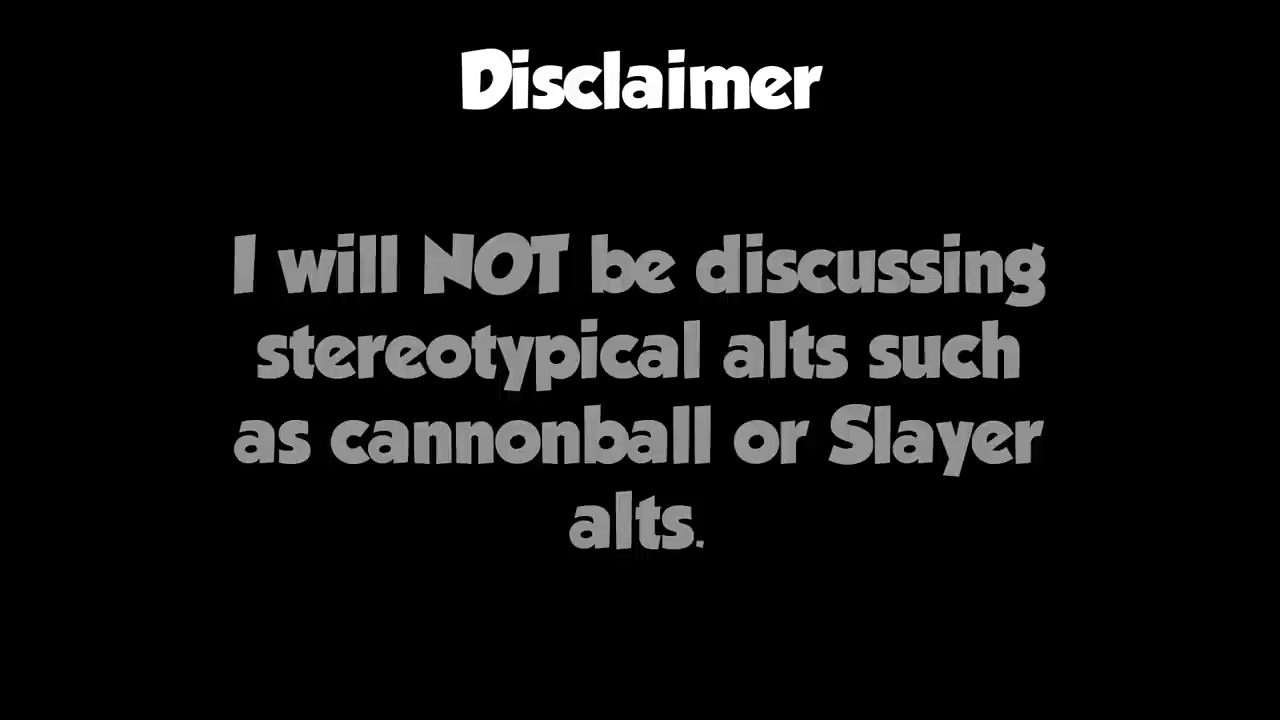 Disclaimer
I will NOT be discussing
stereotypical alts such
as cannonball or Slayer
alts.